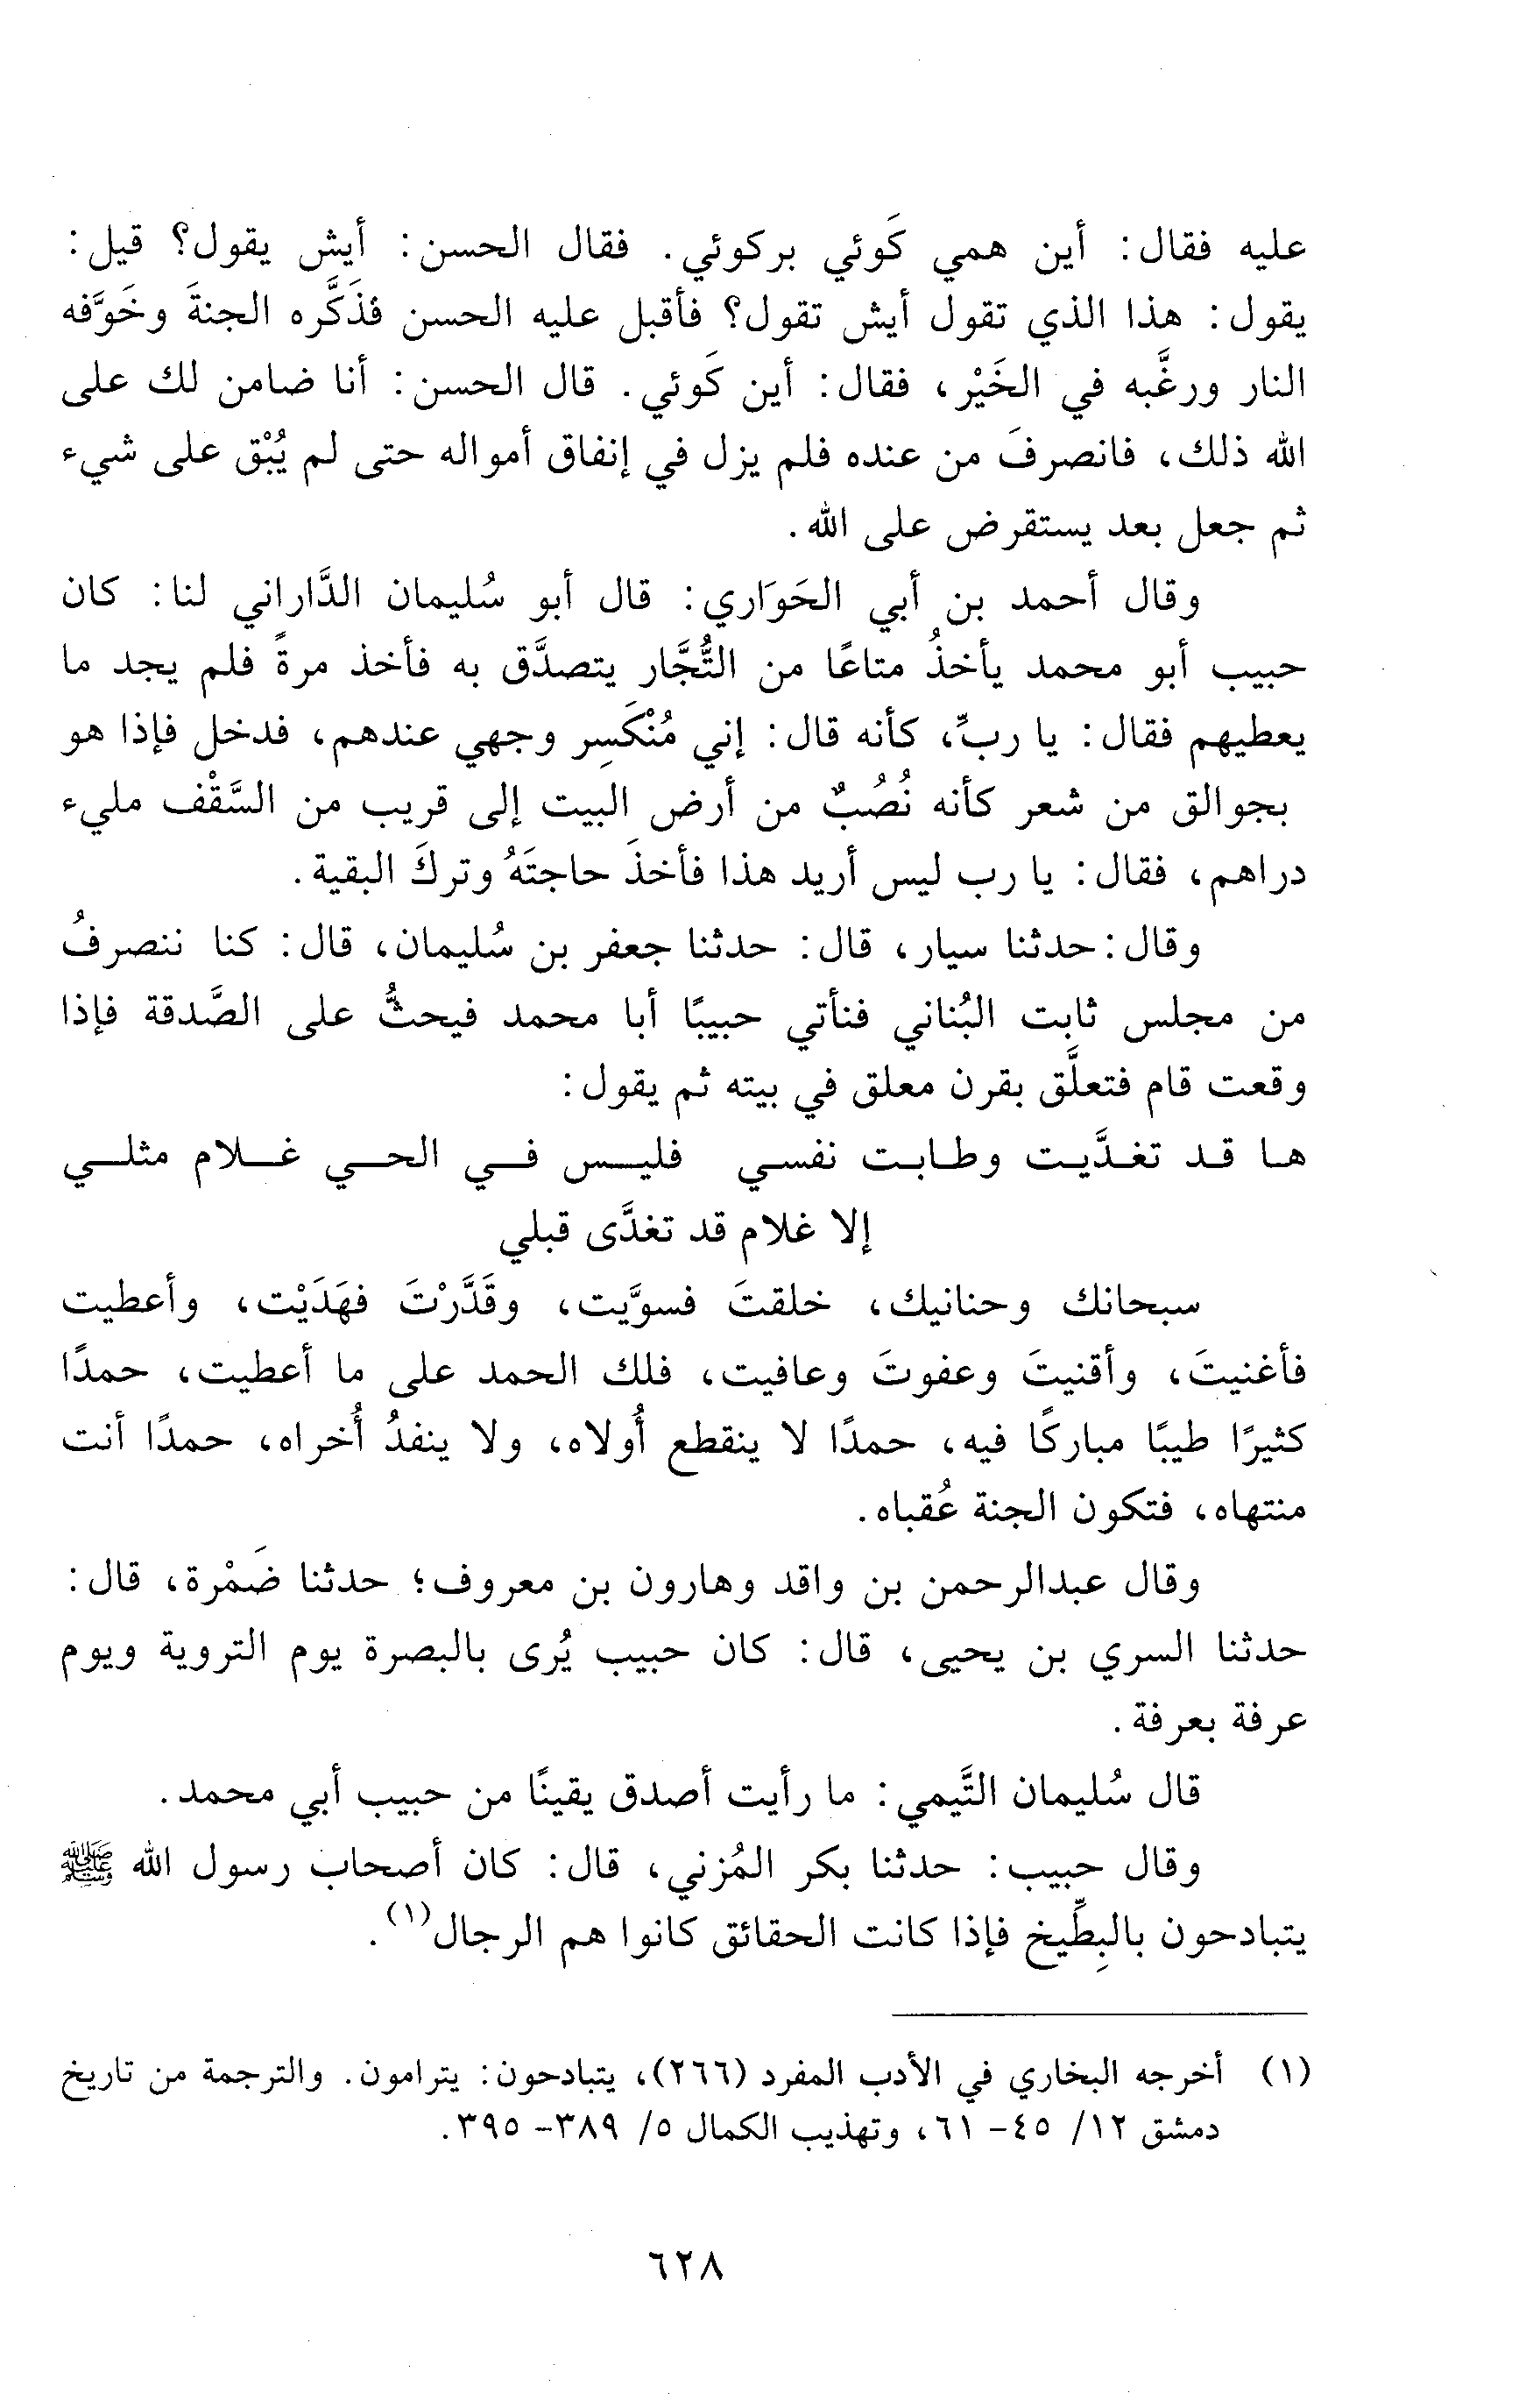 عليه فقال: أين همي كَوئي بركوئي. فقال الحسن: أيش يقول؟ قيل:
يقول: هذا الذي تقول أيش تقول؟ فأقبل عليه الحسن فذَكَّره الجنةَ وخَوَّفه
النار ورغَّبه في الخَيْر، فقال: أين كَوئي. قال الحسن: أنا ضامن لك على
الله ذلك، فانصرفَ من عنده فلم يزل في إنفاق أمواله حتى لم يُبْق على شيء
ثم جعل بعد يستقرض على الله.
وقال أحمد بن أبي الحَوَاري: قال أبو سُليمان الدَّاراني لنا: كان
حبيب أبو محمد يأخذُ متاعًا من التُّجَّار يتصدَّق به فأخذ مرةً فلم يجد ما
يعطيهم فقال: يا ربِّ، كأنه قال: إني مُنْكَسِر وجهي عندهم، فدخل فإذا هو
بجوالق من شعر كأنه نُصُبٌ من أرض البيت إلى قريب من السَّقْف مليء
دراهم، فقال: يا رب ليس أريد هذا فأخذَ حاجتَهُ وتركَ البقية.
وقال: حدثنا سيار، قال: حدثنا جعفر بن سُليمان، قال: كنا ننصرفُ
من مجلس ثابت البُناني فنأتي حبيبًا أبا محمد فيحثُّ على الصَّدقة فإذا
وقعت قام فتعلَّق بقرن معلق في بيته ثم يقول:
ها قد تغدَّيت وطابت نفسي فليس في الحي غلام مثلي
إلا غلام قد تغدَّى قبلي
سبحانك وحنانيك، خلقتَ فسوَّيت، وقَدَّرْتَ فهَدَيْت، وأعطيت
فأغنيتَ، وأقنيتَ وعفوتَ وعافيت، فلك الحمد على ما أعطيت، حمدًا
كثيرًا طيبًا مباركًا فيه، حمدًا لا ينقطع أُولاه، ولا ينفدُ أُخراه، حمدًا أنت
منتهاه، فتكون الجنة عُقباه.
وقال عبدالرحمن بن واقد وهارون بن معروف؛ حدثنا ضَمْرة، قال:
حدثنا السري بن يحيى، قال: كان حبيب يُرى بالبصرة يوم التروية ويوم
عرفة بعرفة.
قال سُليمان التَّيمي: ما رأيت أصدق يقينًا من حبيب أبي محمد.
وقال حبيب: حدثنا بكر المُزني، قال: كان أصحاب رسول الله ﷺ
يتبادحون بالبِطِّيخ فإذا كانت الحقائق كانوا هم الرجال(١).
(١) أخرجه البخاري في الأدب المفرد (٢٦٦)، يتبادحون: يترامون. والترجمة من تاريخ
دمشق ١٢/ ٤٥- ٦١، وتهذيب الكمال ٥/ ٣٨٩- ٣٩٥.
٦٢٨